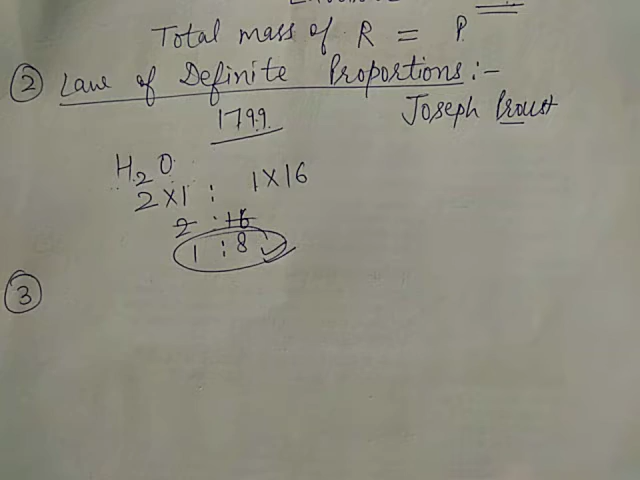 Total mass of R = P
② Law of Definite Proportions :-
1799 Joseph Proust
H₂O
2×1 : 1×16
2 : 16
1 : 8 ✓
③